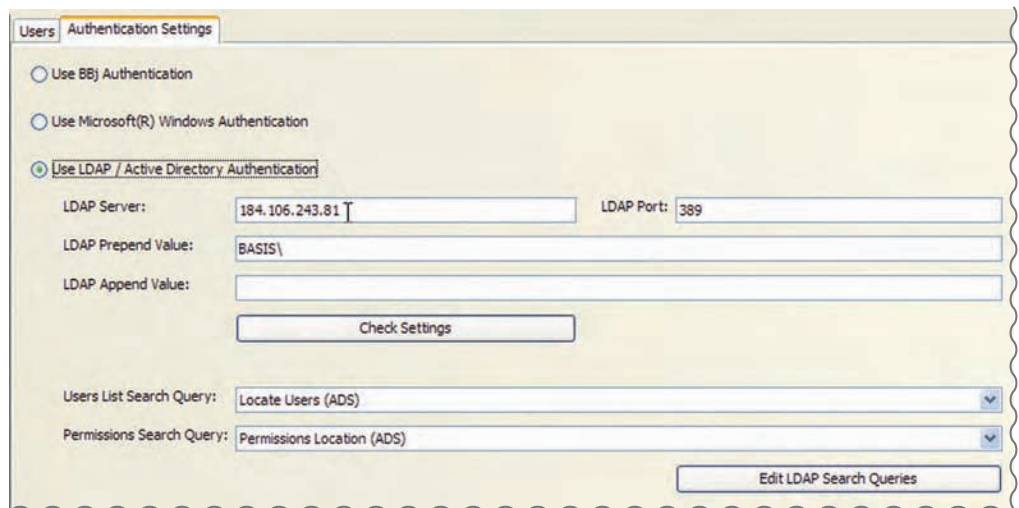 Users Authentication Settings
Use BBj Authentication
Use Microsoft(R) Windows Authentication
Use LDAP / Active Directory Authentication
LDAP Server: 184.106.243.81 LDAP Port: 389
LDAP Prepend Value: BASIS\
LDAP Append Value:
Check Settings
Users List Search Query: Locate Users (ADS)
Permissions Search Query: Permissions Location (ADS)
Edit LDAP Search Queries